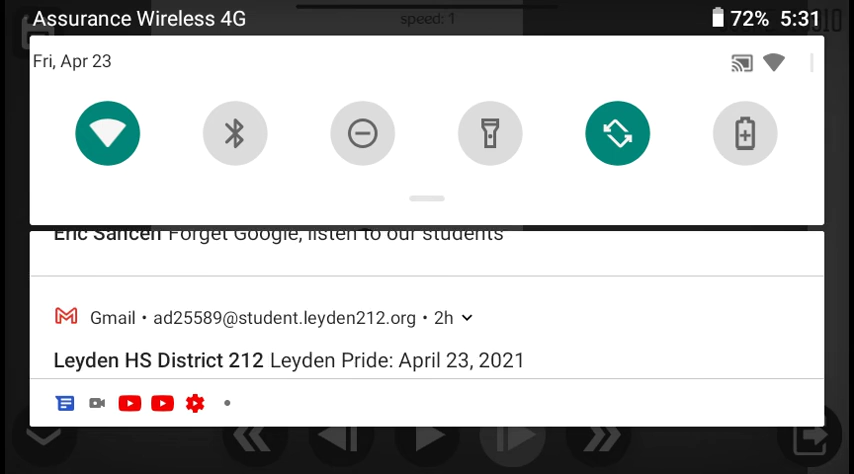 Assurance Wireless 4G
speed: 1
72% 5:31
Fri, Apr 23
Eric Sancen Forget Google, listen to our students
Gmail • ad25589@student.leyden212.org • 2h
Leyden HS District 212 Leyden Pride: April 23, 2021